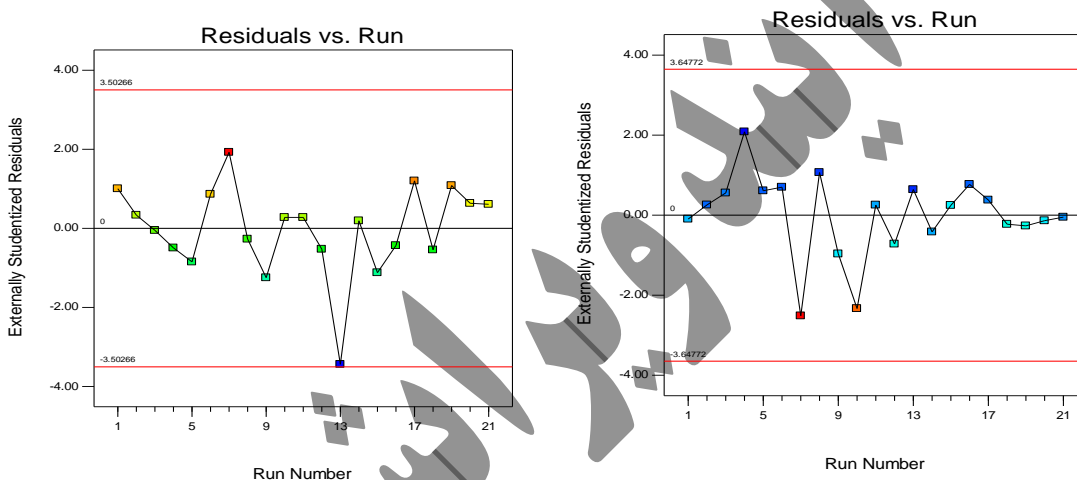 Residuals vs. Run
Externally Studentized Residuals
4.00
2.00
0.00
-2.00
-4.00
3.50266
0
-3.50266
1 5 9 13 17 21
Run Number
Residuals vs. Run
Externally Studentized Residuals
4.00
2.00
0.00
-2.00
-4.00
3.64772
0
-3.64772
1 5 9 13 17 21
Run Number